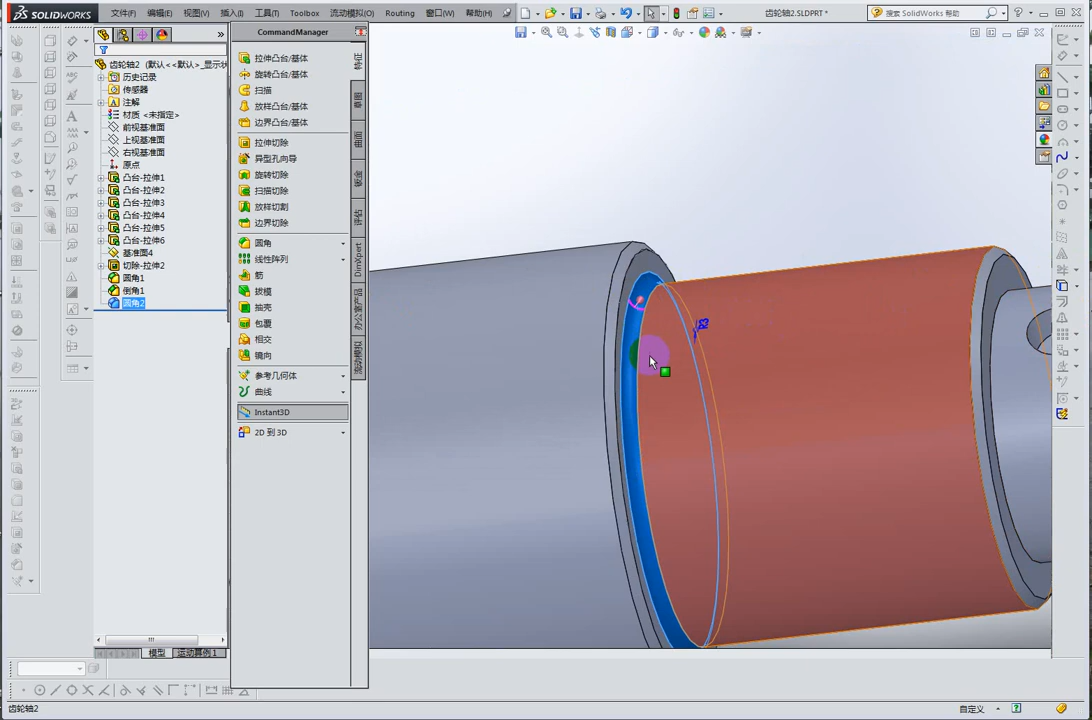 SOLIDWORKS 文件(F) 编辑(E) 视图(V) 插入(I) 工具(T) Toolbox 流动模拟(O) Routing 窗口(W) 帮助(H) 齿轮轴2.SLDPRT * 搜索 SolidWorks 帮助
CommandManager
齿轮轴2 (默认<<默认>_显示状
历史记录
传感器
注解
材质 <未指定>
前视基准面
上视基准面
右视基准面
原点
凸台-拉伸1
凸台-拉伸2
凸台-拉伸3
凸台-拉伸4
凸台-拉伸5
凸台-拉伸6
基准面4
切除-拉伸2
圆角1
倒角1
圆角2
拉伸凸台/基体
旋转凸台/基体
扫描
放样凸台/基体
边界凸台/基体
拉伸切除
异型孔向导
旋转切除
扫描切除
放样切割
边界切除
圆角
线性阵列
筋
拔模
抽壳
包覆
相交
镜向
参考几何体
曲线
Instant3D
2D 到 3D
特征
草图
曲面
钣金
评估
DimXpert
办公室产品
流动模拟
R3
模型 运动算例 1
齿轮轴2
自定义